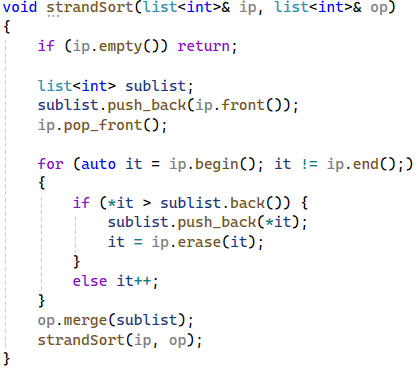 void strandSort(list<int>& ip, list<int>& op)
{
    if (ip.empty()) return;

    list<int> sublist;
    sublist.push_back(ip.front());
    ip.pop_front();

    for (auto it = ip.begin(); it != ip.end();)
    {
        if (*it > sublist.back()) {
            sublist.push_back(*it);
            it = ip.erase(it);
        }
        else it++;
    }
    op.merge(sublist);
    strandSort(ip, op);
}